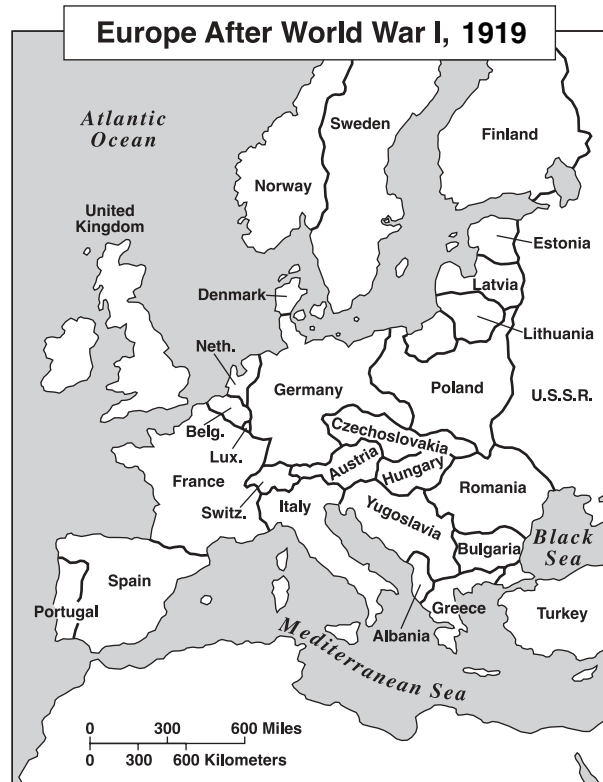 Europe After World War I, 1919
Atlantic
Ocean
Sweden
Finland
Norway
United
Kingdom
Estonia
Denmark
Latvia
Lithuania
Neth.
Germany
Poland
U.S.S.R.
Belg.
Czechoslovakia
Lux.
Austria
Hungary
France
Romania
Switz.
Italy
Yugoslavia
Bulgaria
Black
Sea
Spain
Portugal
Greece
Turkey
Albania
Mediterranean Sea
0 300 600 Miles
0 300 600 Kilometers